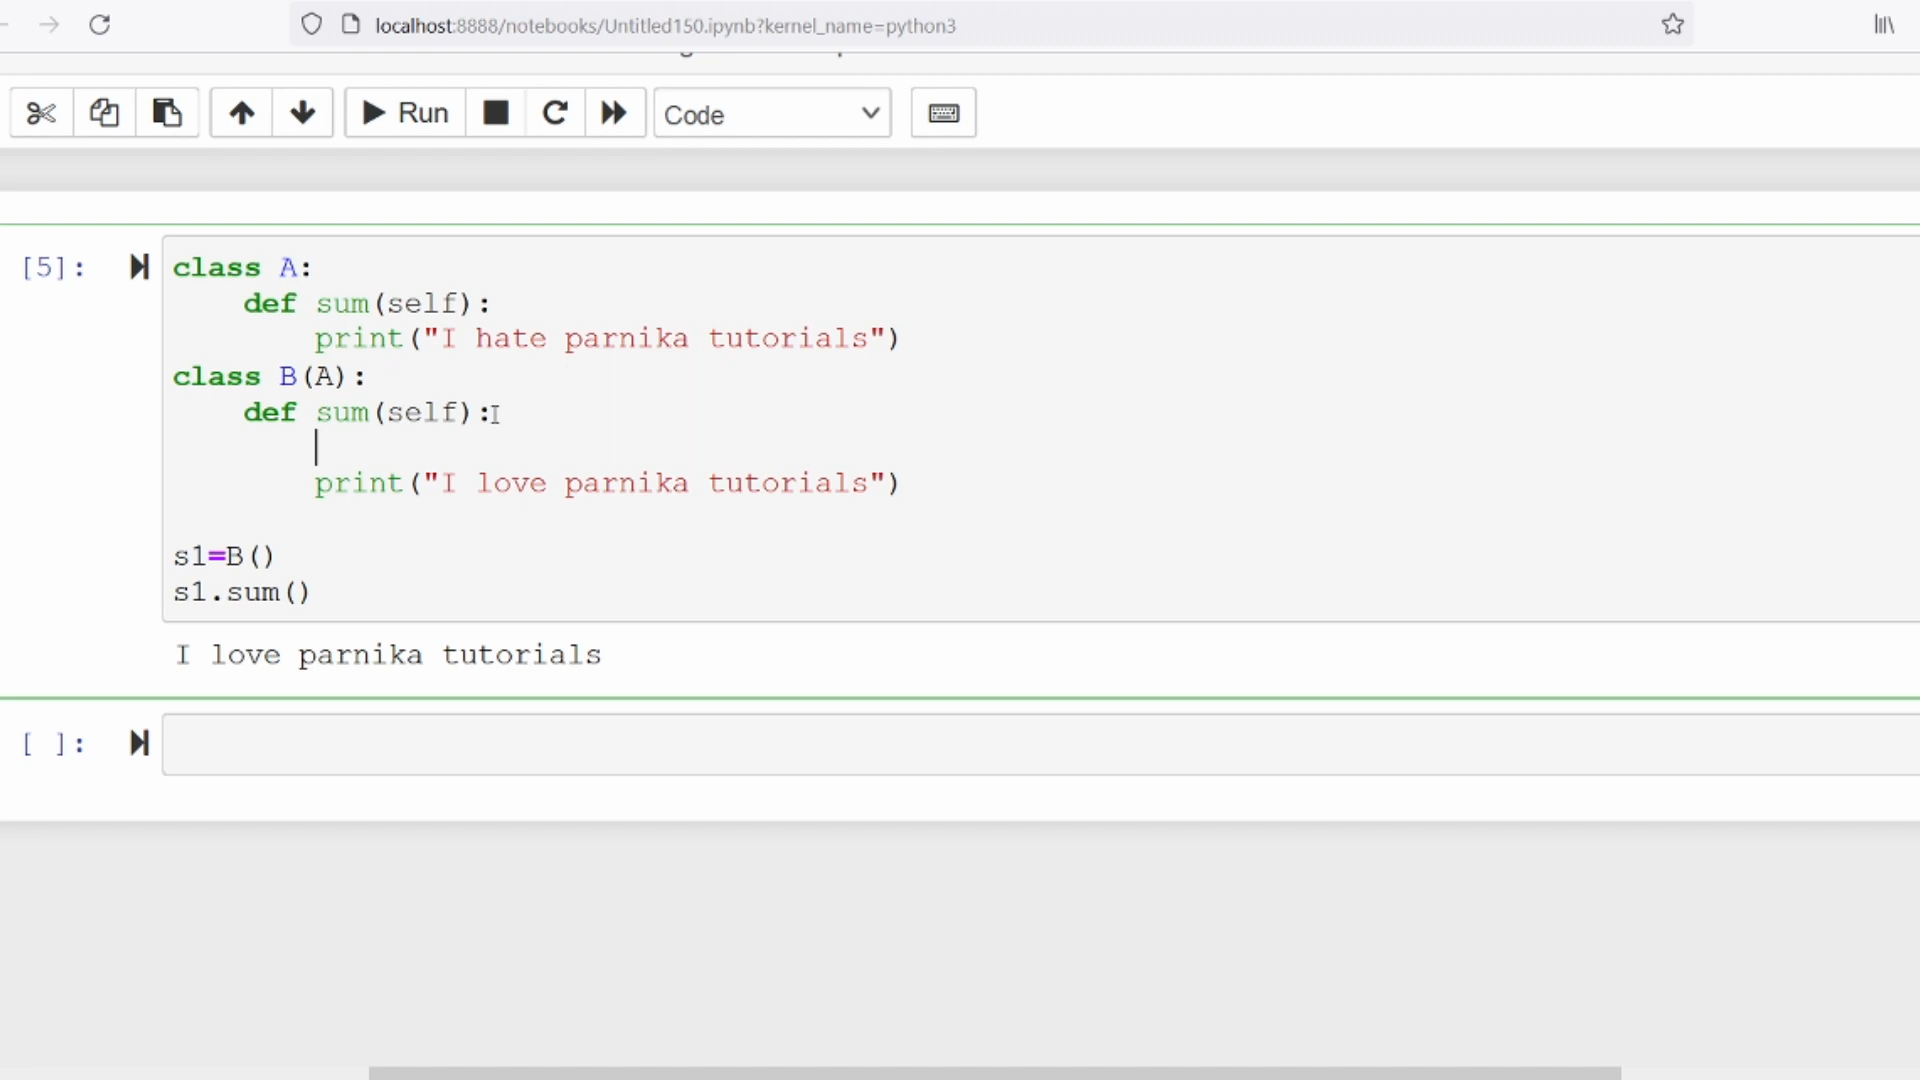 localhost:8888/notebooks/Untitled150.ipynb?kernel_name=python3
Run
Code
[5]:
class A:
    def sum(self):
        print("I hate parnika tutorials")
class B(A):
    def sum(self):
        print("I love parnika tutorials")
s1=B()
s1.sum()
I love parnika tutorials
[ ]: